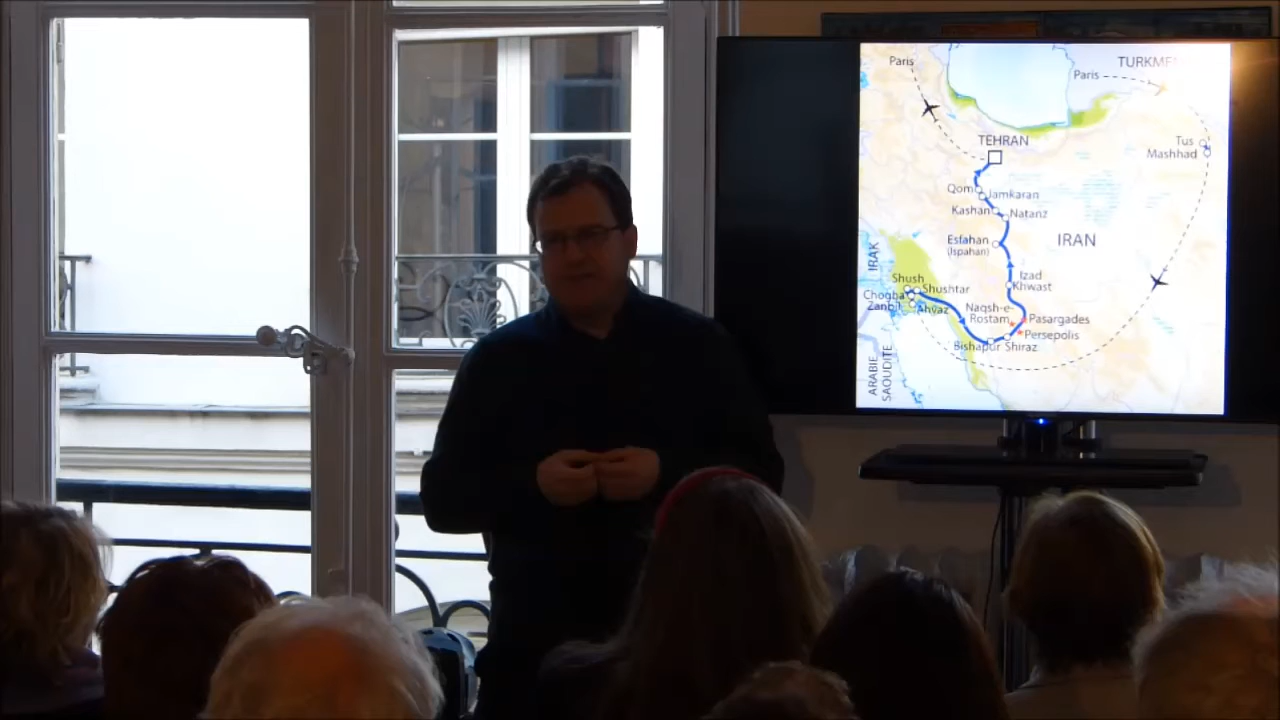 Paris
TURKME
Paris
TEHRAN
Tus
Mashhad
Qom
Jamkaran
Kashan
Natanz
Esfahan
(Ispahan)
IRAN
IRAK
Izad
Khwast
Shush
Shushtar
Chogha
Zanbil
Ahvaz
Naqsh-e-
Rostam
Pasargades
Persepolis
Bishapur
Shiraz
ARABIE
SAOUDITE